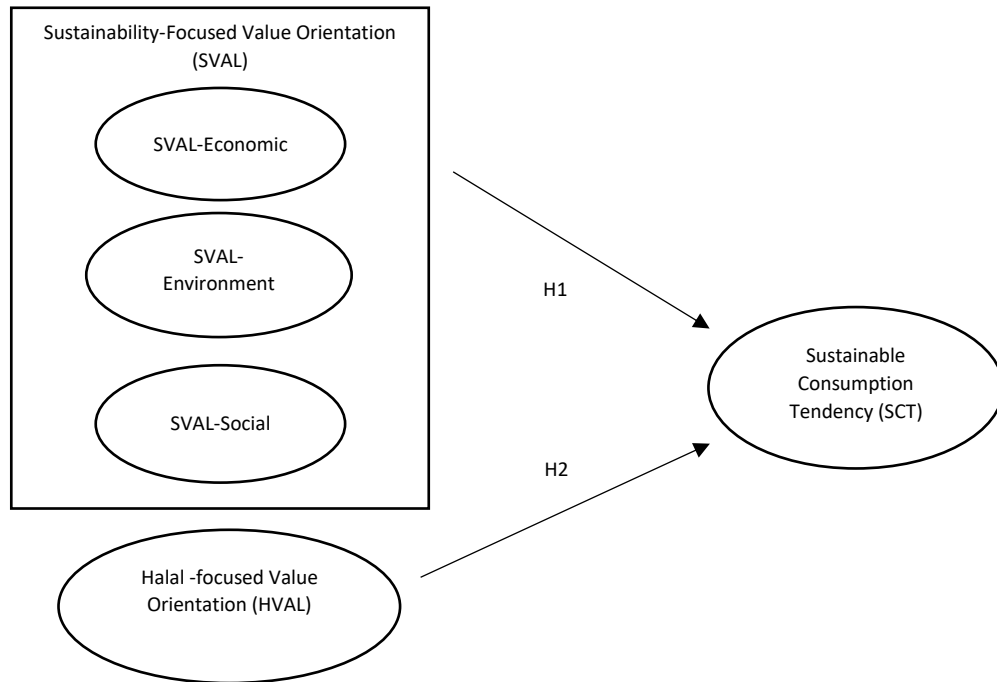 Sustainability-Focused Value Orientation
(SVAL)
SVAL-Economic
SVAL-
Environment
SVAL-Social
H1
Sustainable
Consumption
Tendency (SCT)
H2
Halal -focused Value
Orientation (HVAL)